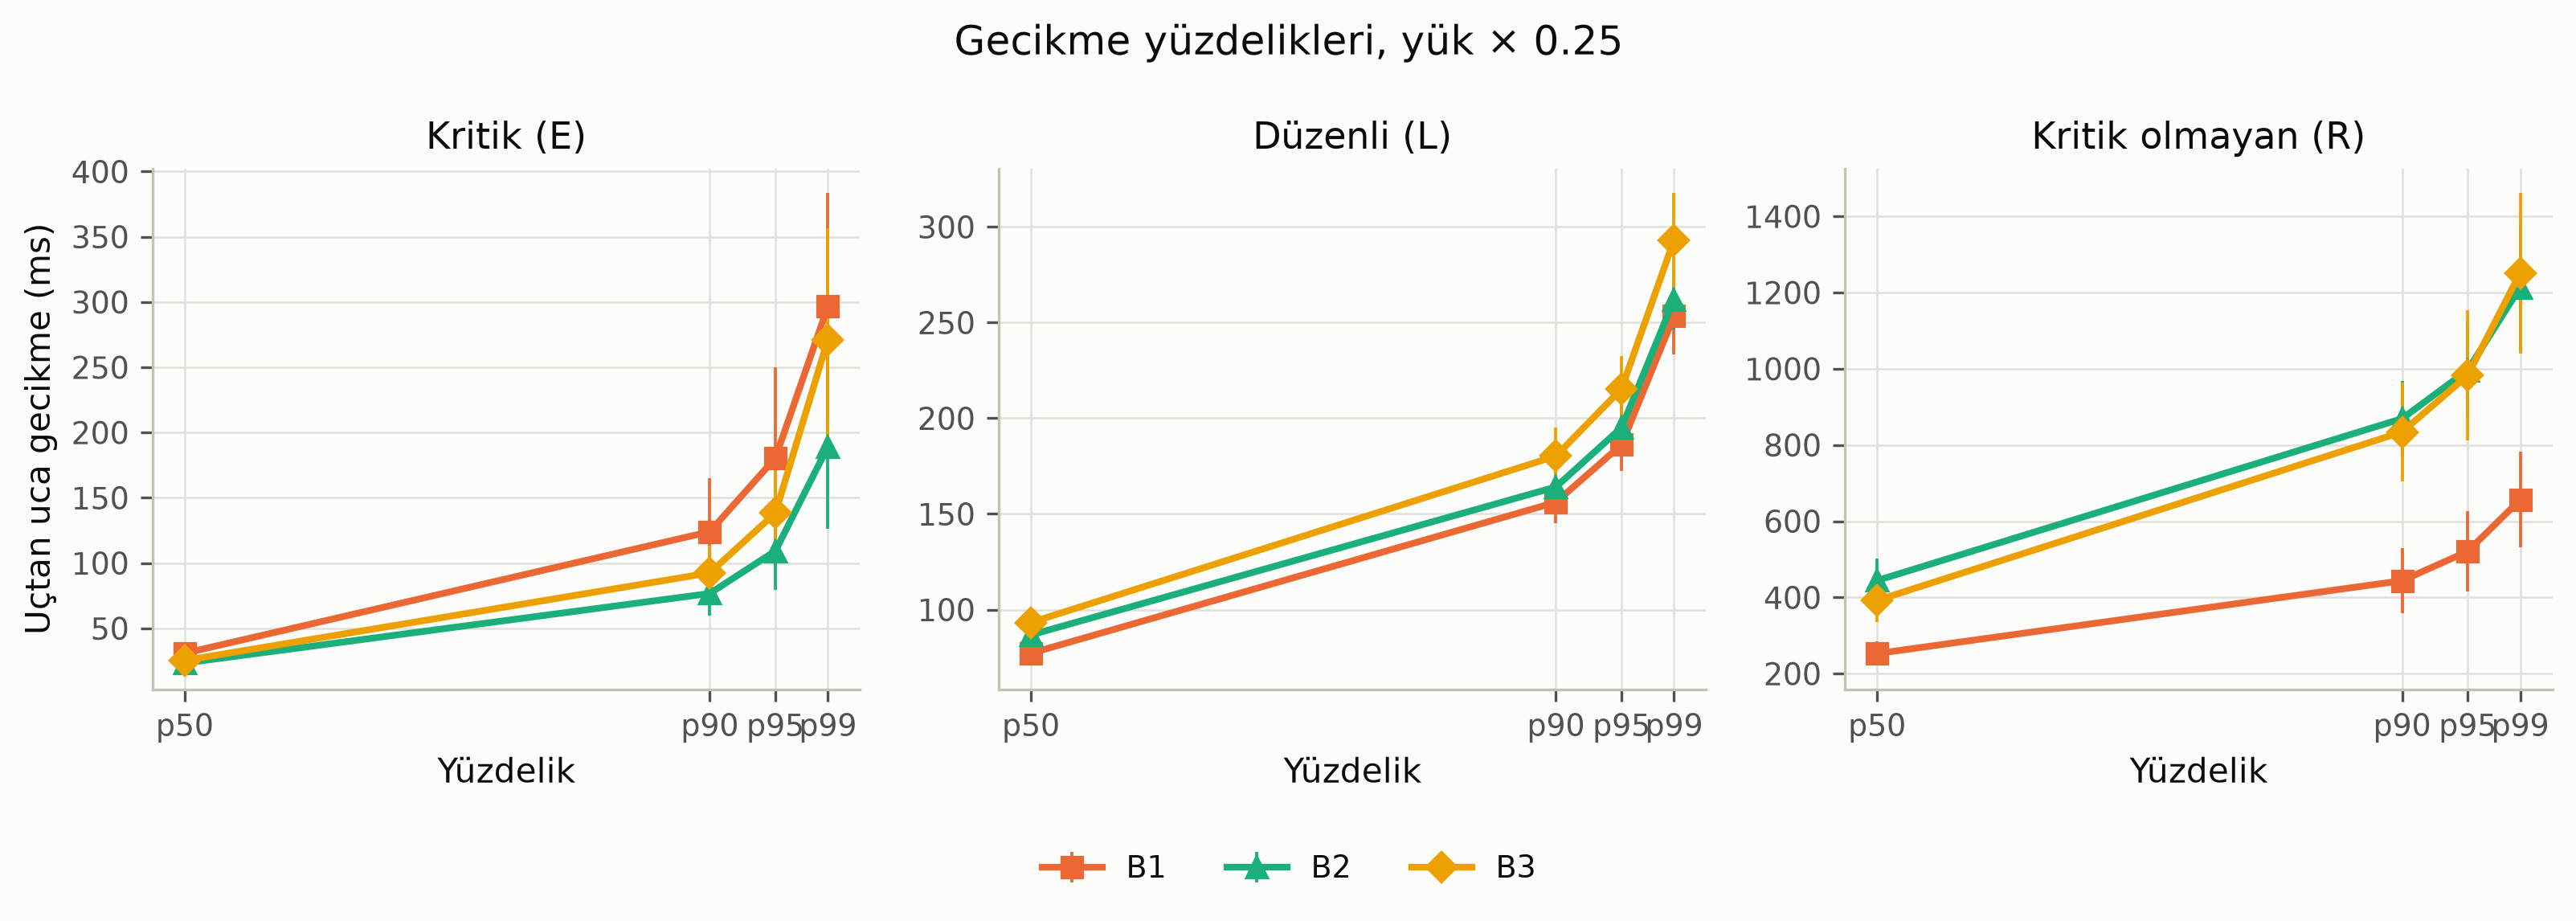 Gecikme yüzdelikleri, yük × 0.25
Kritik (E)
Uçtan uca gecikme (ms)
400
350
300
250
200
150
100
50
p50
p90
p95
p99
Yüzdelik
Düzenli (L)
300
250
200
150
100
p50
p90
p95
p99
Yüzdelik
Kritik olmayan (R)
1400
1200
1000
800
600
400
200
p50
p90
p95
p99
Yüzdelik
B1
B2
B3